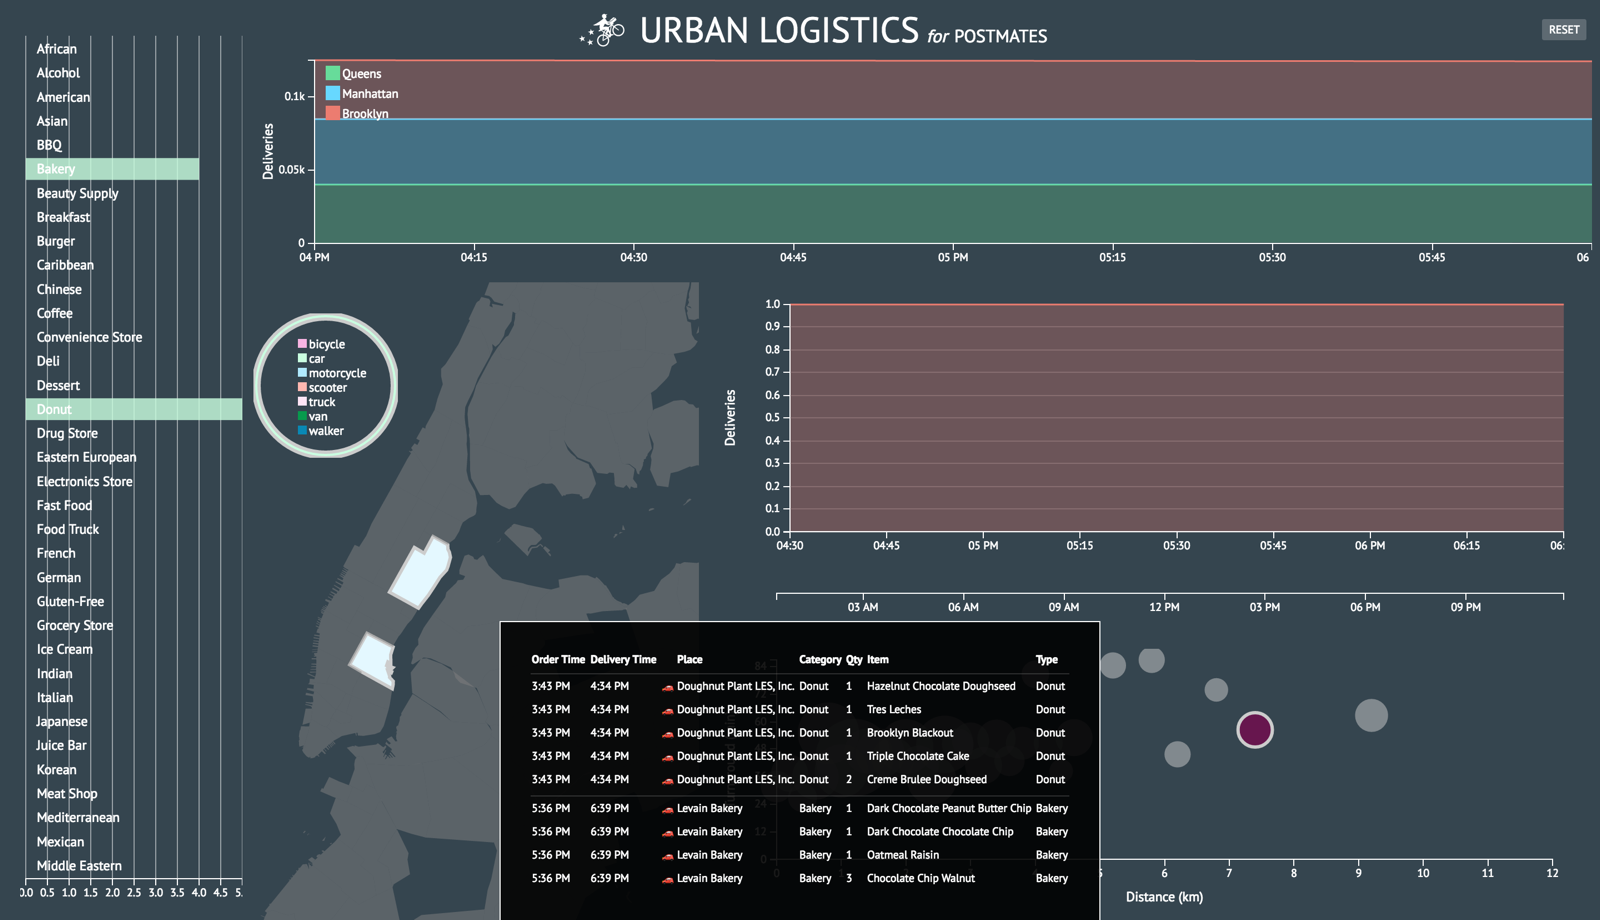 URBAN LOGISTICS for POSTMATES
RESET
African
Alcohol
American
Asian
BBQ
Bakery
Beauty Supply
Breakfast
Burger
Caribbean
Chinese
Coffee
Convenience Store
Deli
Dessert
Donut
Drug Store
Eastern European
Electronics Store
Fast Food
Food Truck
French
German
Gluten-Free
Grocery Store
Ice Cream
Indian
Italian
Japanese
Juice Bar
Korean
Meat Shop
Mediterranean
Mexican
Middle Eastern
0.0 0.5 1.0 1.5 2.0 2.5 3.0 3.5 4.0 4.5 5.
Queens
Manhattan
Brooklyn
Deliveries
0.1k
0.05k
0
04 PM 04:15 04:30 04:45 05 PM 05:15 05:30 05:45 06
bicycle
car
motorcycle
scooter
truck
van
walker
Deliveries
1.0
0.9
0.8
0.7
0.6
0.5
0.4
0.3
0.2
0.1
0.0
04:30 04:45 05 PM 05:15 05:30 05:45 06 PM 06:15 06:
03 AM 06 AM 09 AM 12 PM 03 PM 06 PM 09 PM
Order Time Delivery Time Place Category Qty Item Type
3:43 PM 4:34 PM Doughnut Plant LES, Inc. Donut 1 Hazelnut Chocolate Doughseed Donut
3:43 PM 4:34 PM Doughnut Plant LES, Inc. Donut 1 Tres Leches Donut
3:43 PM 4:34 PM Doughnut Plant LES, Inc. Donut 1 Brooklyn Blackout Donut
3:43 PM 4:34 PM Doughnut Plant LES, Inc. Donut 1 Triple Chocolate Cake Donut
3:43 PM 4:34 PM Doughnut Plant LES, Inc. Donut 2 Creme Brulee Doughseed Donut
5:36 PM 6:39 PM Levain Bakery Bakery 1 Dark Chocolate Peanut Butter Chip Bakery
5:36 PM 6:39 PM Levain Bakery Bakery 1 Dark Chocolate Chocolate Chip Bakery
5:36 PM 6:39 PM Levain Bakery Bakery 1 Oatmeal Raisin Bakery
5:36 PM 6:39 PM Levain Bakery Bakery 3 Chocolate Chip Walnut Bakery
84
60
24
12
0
6 7 8 9 10 11 12
Distance (km)